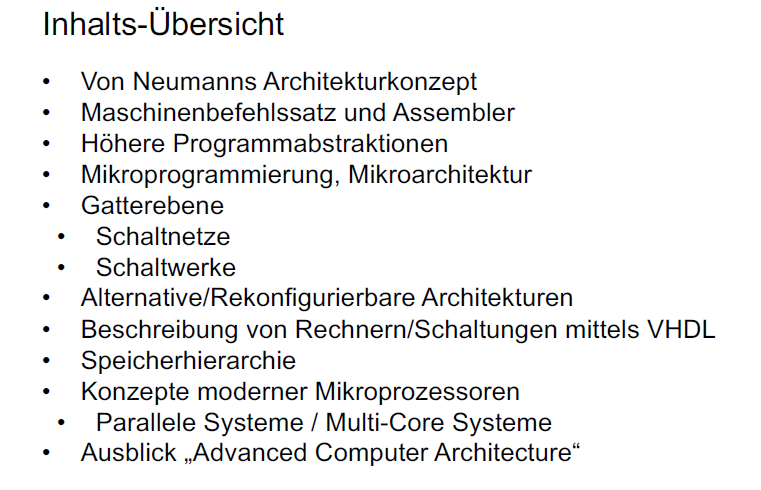 Inhalts-Übersicht
• Von Neumanns Architekturkonzept
• Maschinenbefehlssatz und Assembler
• Höhere Programmabstraktionen
• Mikroprogrammierung, Mikroarchitektur
• Gatterebene
• Schaltnetze
• Schaltwerke
• Alternative/Rekonfigurierbare Architekturen
• Beschreibung von Rechnern/Schaltungen mittels VHDL
• Speicherhierarchie
• Konzepte moderner Mikroprozessoren
• Parallele Systeme / Multi-Core Systeme
• Ausblick „Advanced Computer Architecture“